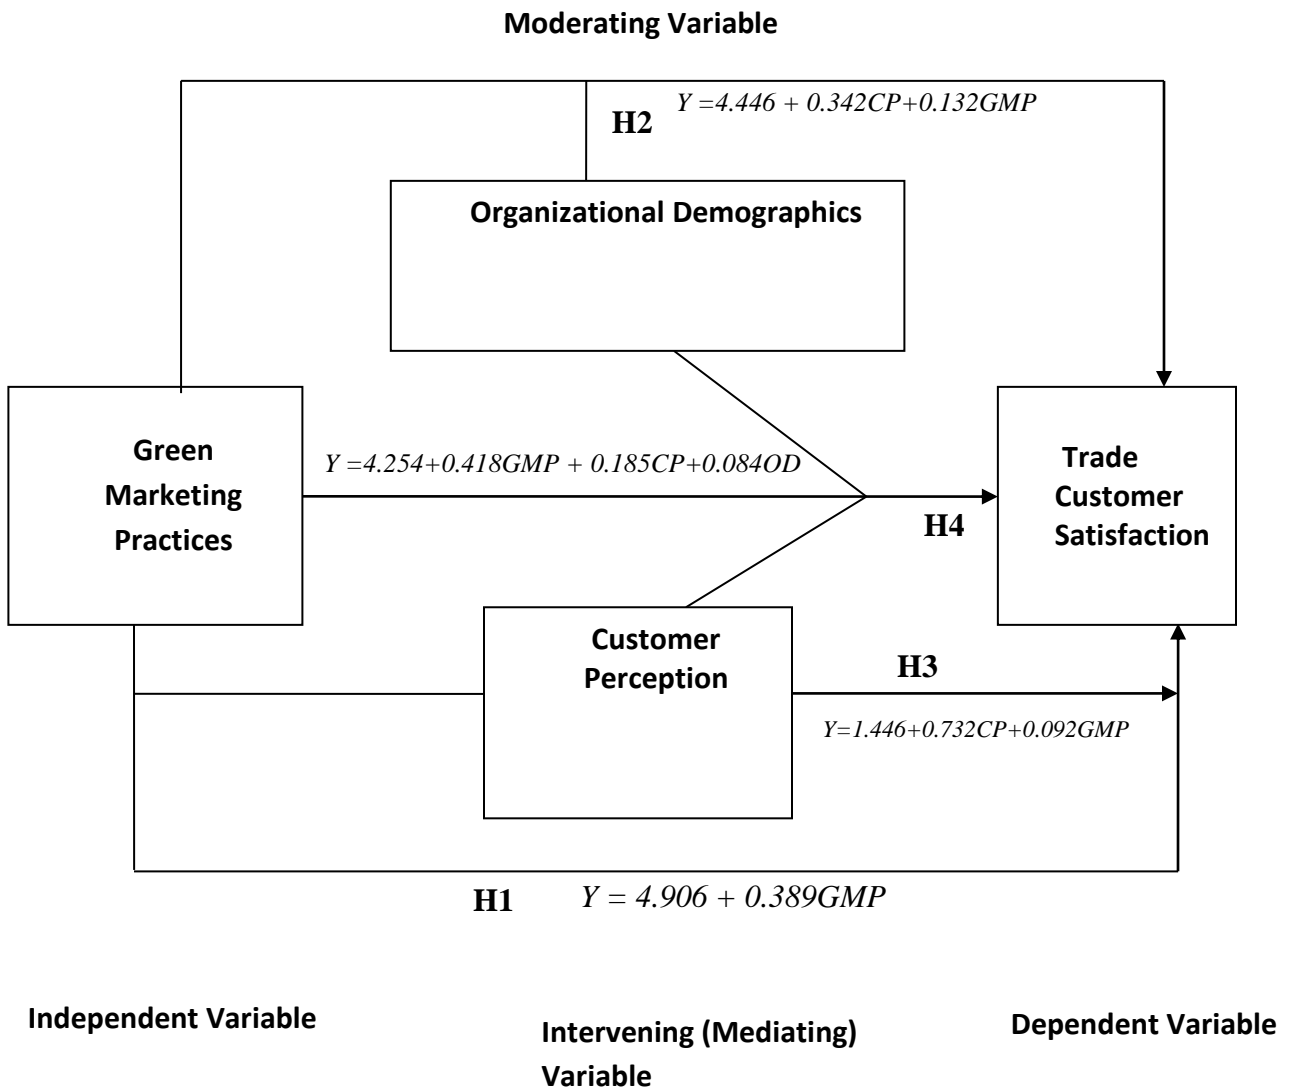 Moderating Variable
Y =4.446 + 0.342CP+0.132GMP
H2
Organizational Demographics
Green
Marketing
Practices
Y =4.254+0.418GMP + 0.185CP+0.084OD
H4
Trade
Customer
Satisfaction
Customer
Perception
H3
Y=1.446+0.732CP+0.092GMP
H1 Y = 4.906 + 0.389GMP
Independent Variable
Intervening (Mediating)
Variable
Dependent Variable